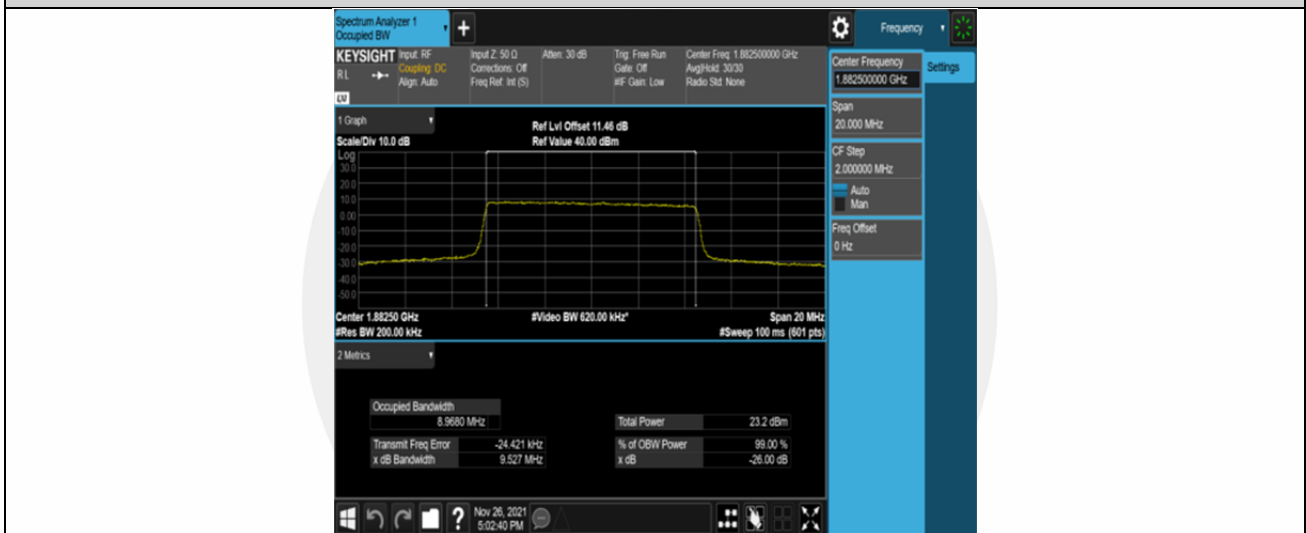 Spectrum Analyzer 1
Occupied BW
+
Frequency
KEYSIGHT Input: RF Input Z: 50 Ω Atten: 30 dB Trig: Free Run Center Freq: 1.882500000 GHz
R L Coupling: DC Corrections: Off Gate: Off Avg|Hold: 30/30
Align: Auto Freq Ref: Int (S) #IF Gain: Low Radio Std: None
Center Frequency
1.882500000 GHz
Settings
Span
20.000 MHz
CF Step
2.000000 MHz
Auto
Man
Freq Offset
0 Hz
1 Graph
Ref Lvl Offset 11.46 dB
Scale/Div 10.0 dB Ref Value 40.00 dBm
Log
30.0
20.0
10.0
0.00
-10.0
-20.0
-30.0
-40.0
-50.0
Center 1.88250 GHz #Video BW 620.00 kHz* Span 20 MHz
#Res BW 200.00 kHz #Sweep 100 ms (601 pts)
2 Metrics
Occupied Bandwidth
8.9680 MHz Total Power 23.2 dBm
Transmit Freq Error -24.421 kHz % of OBW Power 99.00 %
x dB Bandwidth 9.527 MHz x dB -26.00 dB
? Nov 26, 2021
5:02:40 PM